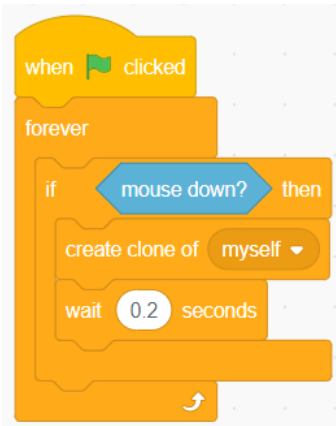 when clicked
forever
if mouse down? then
create clone of myself
wait 0.2 seconds